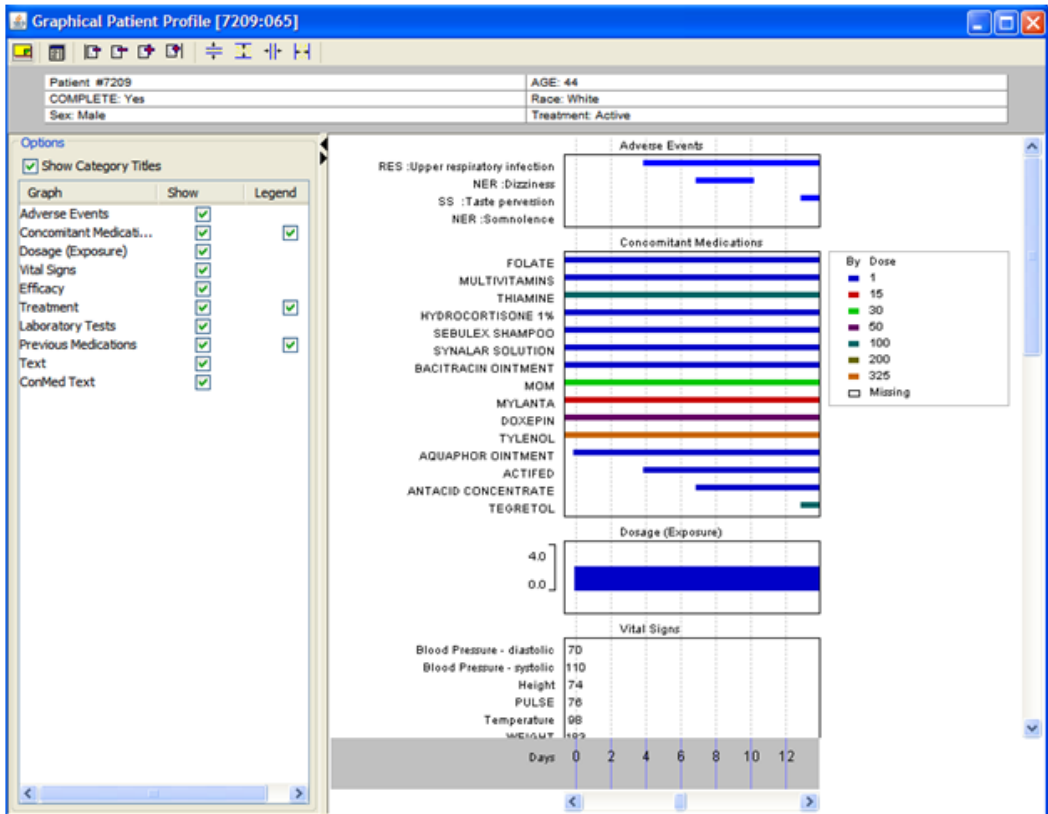 Graphical Patient Profile [7209:065]
Patient #7209 AGE: 44
COMPLETE: Yes Race: White
Sex: Male Treatment: Active
Options
Show Category Titles
Graph Show Legend
Adverse Events
Concomitant Medicati...
Dosage (Exposure)
Vital Signs
Efficacy
Treatment
Laboratory Tests
Previous Medications
Text
ConMed Text
Adverse Events
RES :Upper respiratory infection
NER :Dizziness
SS :Taste perversion
NER :Somnolence
Concomitant Medications
FOLATE
MULTIVITAMINS
THIAMINE
HYDROCORTISONE 1%
SEBULEX SHAMPOO
SYNALAR SOLUTION
BACITRACIN OINTMENT
MOM
MYLANTA
DOXEPIN
TYLENOL
AQUAPHOR OINTMENT
ACTIFED
ANTACID CONCENTRATE
TEGRETOL
By Dose
1
15
30
50
100
200
325
Missing
Dosage (Exposure)
4.0
0.0
Vital Signs
Blood Pressure - diastolic 70
Blood Pressure - systolic 110
Height 74
PULSE 76
Temperature 98
WEIGHT
Days 0 2 4 6 8 10 12